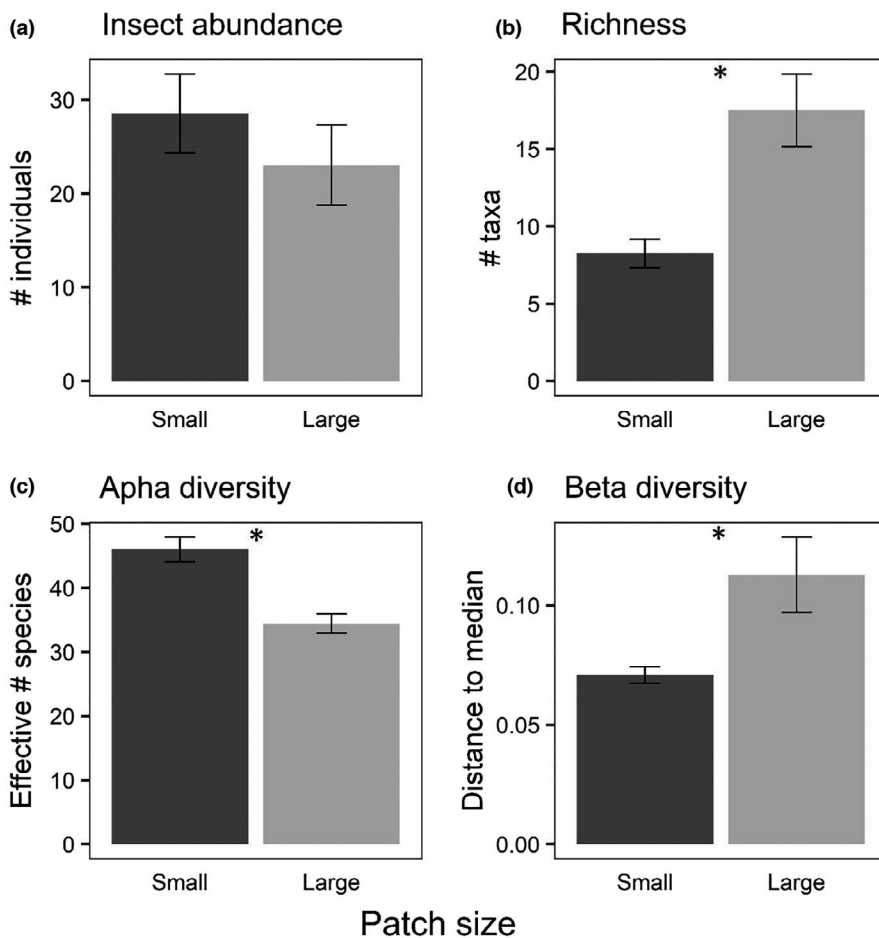 (a) Insect abundance
# individuals
30
20
10
0
Small Large
(b) Richness
*
# taxa
20
15
10
5
0
Small Large
(c) Apha diversity
*
Effective # species
50
40
30
20
10
0
Small Large
(d) Beta diversity
*
Distance to median
0.10
0.05
0.00
Small Large
Patch size